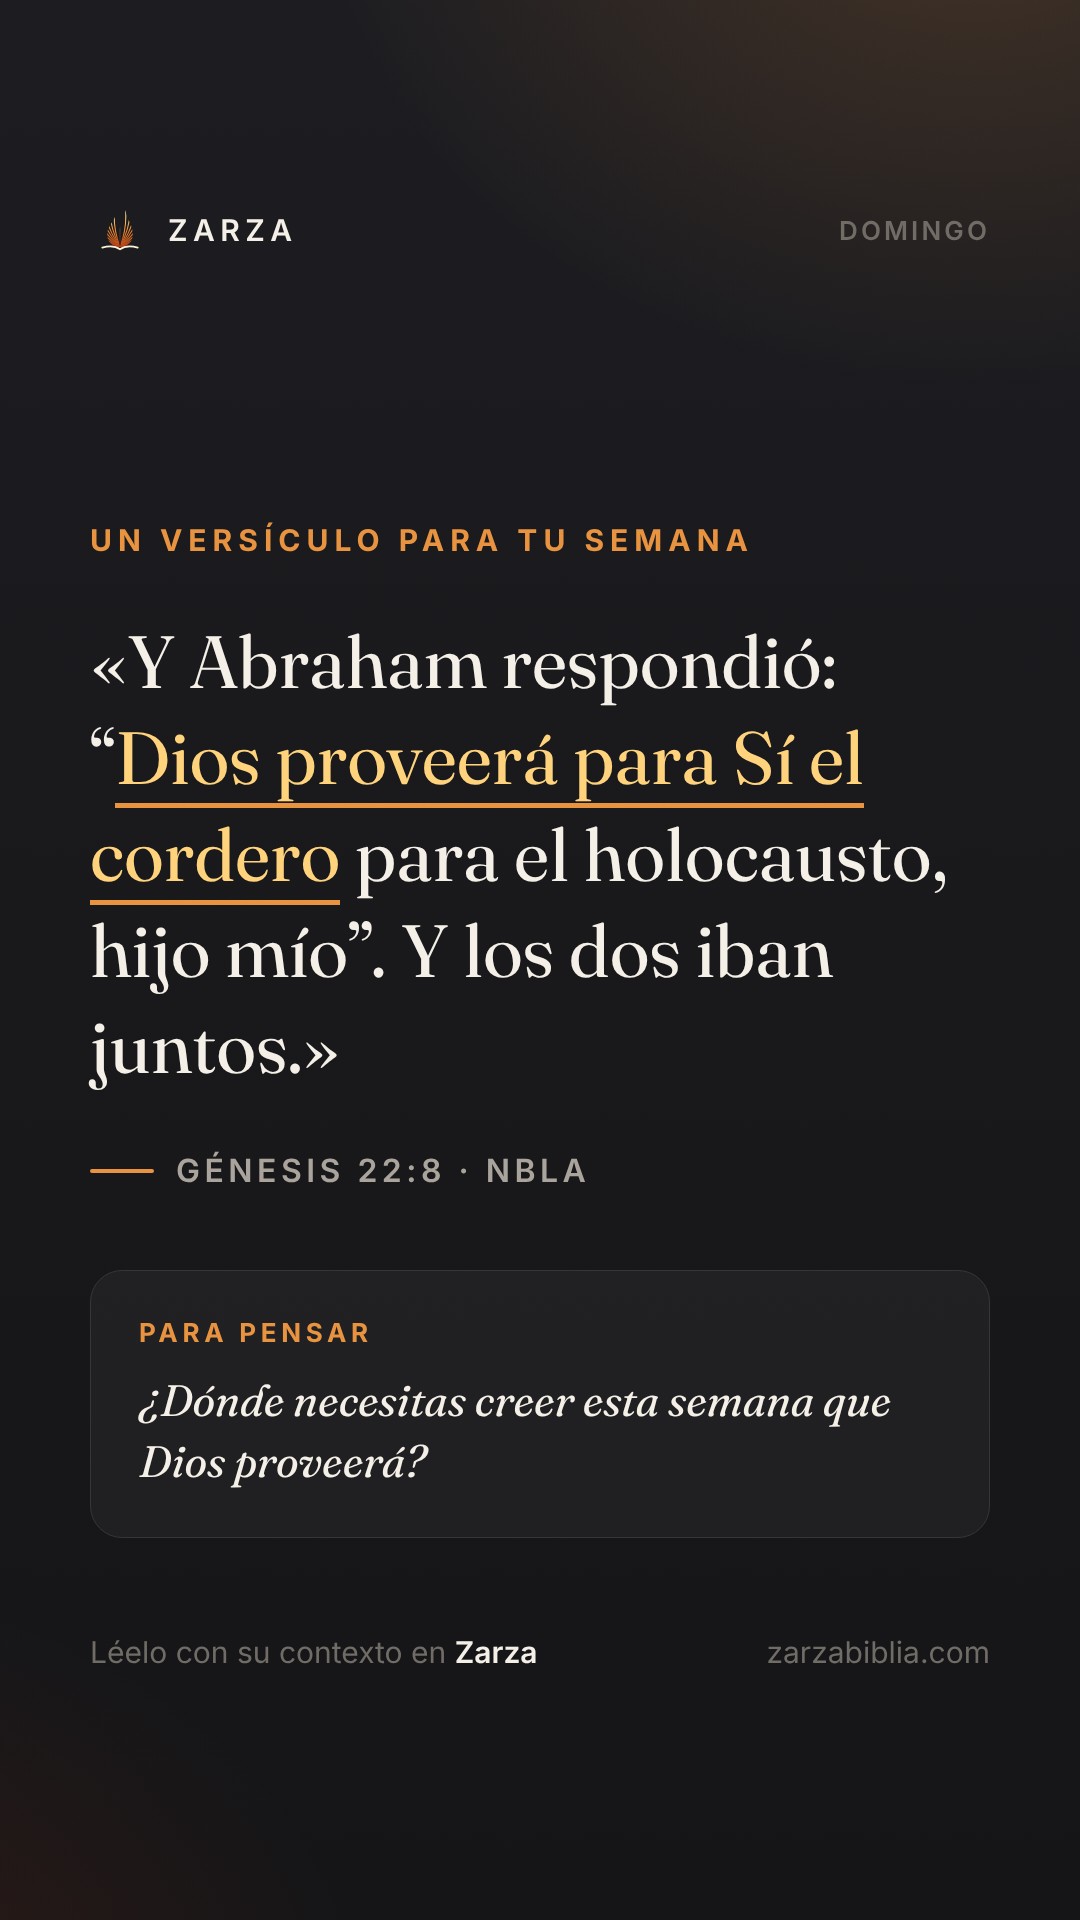 ZARZA
DOMINGO
UN VERSÍCULO PARA TU SEMANA
«Y Abraham respondió:
“Dios proveerá para Sí el
cordero para el holocausto,
hijo mío”. Y los dos iban
juntos.»
GÉNESIS 22:8 · NBLA
PARA PENSAR
¿Dónde necesitas creer esta semana que
Dios proveerá?
Léelo con su contexto en Zarza
zarzabiblia.com